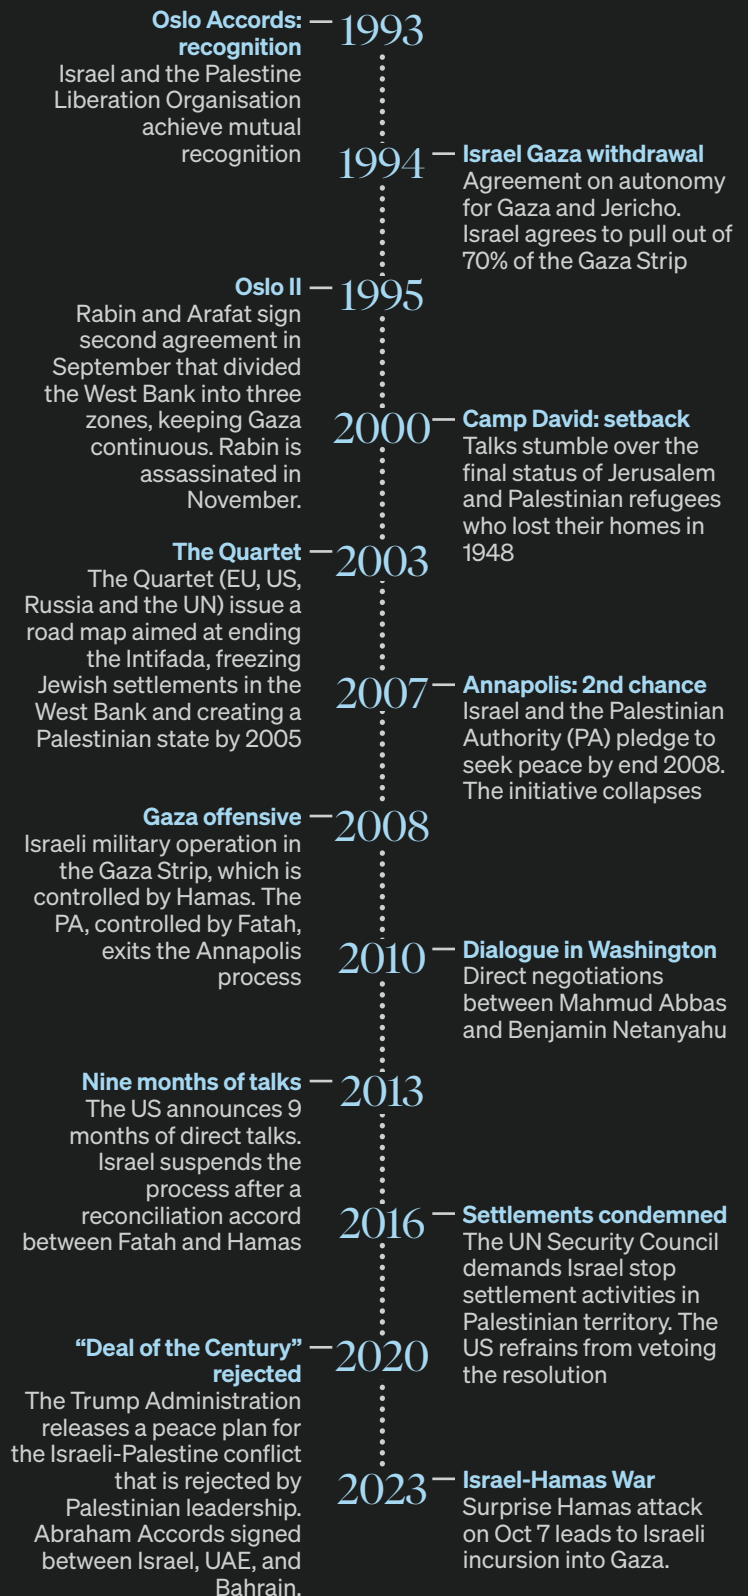 1993
Oslo Accords:
recognition
Israel and the Palestine
Liberation Organisation
achieve mutual
recognition
1994
Israel Gaza withdrawal
Agreement on autonomy
for Gaza and Jericho.
Israel agrees to pull out of
70% of the Gaza Strip
1995
Oslo II
Rabin and Arafat sign
second agreement in
September that divided
the West Bank into three
zones, keeping Gaza
continuous. Rabin is
assassinated in
November.
2000
Camp David: setback
Talks stumble over the
final status of Jerusalem
and Palestinian refugees
who lost their homes in
1948
2003
The Quartet
The Quartet (EU, US,
Russia and the UN) issue a
road map aimed at ending
the Intifada, freezing
Jewish settlements in the
West Bank and creating a
Palestinian state by 2005
2007
Annapolis: 2nd chance
Israel and the Palestinian
Authority (PA) pledge to
seek peace by end 2008.
The initiative collapses
2008
Gaza offensive
Israeli military operation in
the Gaza Strip, which is
controlled by Hamas. The
PA, controlled by Fatah,
exits the Annapolis
process
2010
Dialogue in Washington
Direct negotiations
between Mahmud Abbas
and Benjamin Netanyahu
2013
Nine months of talks
The US announces 9
months of direct talks.
Israel suspends the
process after a
reconciliation accord
between Fatah and Hamas
2016
Settlements condemned
The UN Security Council
demands Israel stop
settlement activities in
Palestinian territory. The
US refrains from vetoing
the resolution
2020
“Deal of the Century”
rejected
The Trump Administration
releases a peace plan for
the Israeli-Palestine conflict
that is rejected by
Palestinian leadership.
Abraham Accords signed
between Israel, UAE, and
Bahrain.
2023
Israel-Hamas War
Surprise Hamas attack
on Oct 7 leads to Israeli
incursion into Gaza.